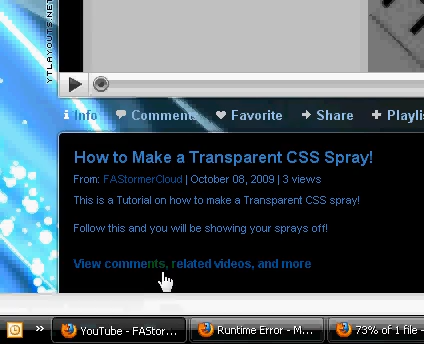 YTLAYOUTS.NET
Info Comments Favorite Share Playli
How to Make a Transparent CSS Spray!
From: FAStormerCloud | October 08, 2009 | 3 views
This is a Tutorial on how to make a Transparent CSS spray!
Follow this and you will be showing your sprays off!
View comments, related videos, and more
» YouTube - FAStor... Runtime Error - M... 73% of 1 file -